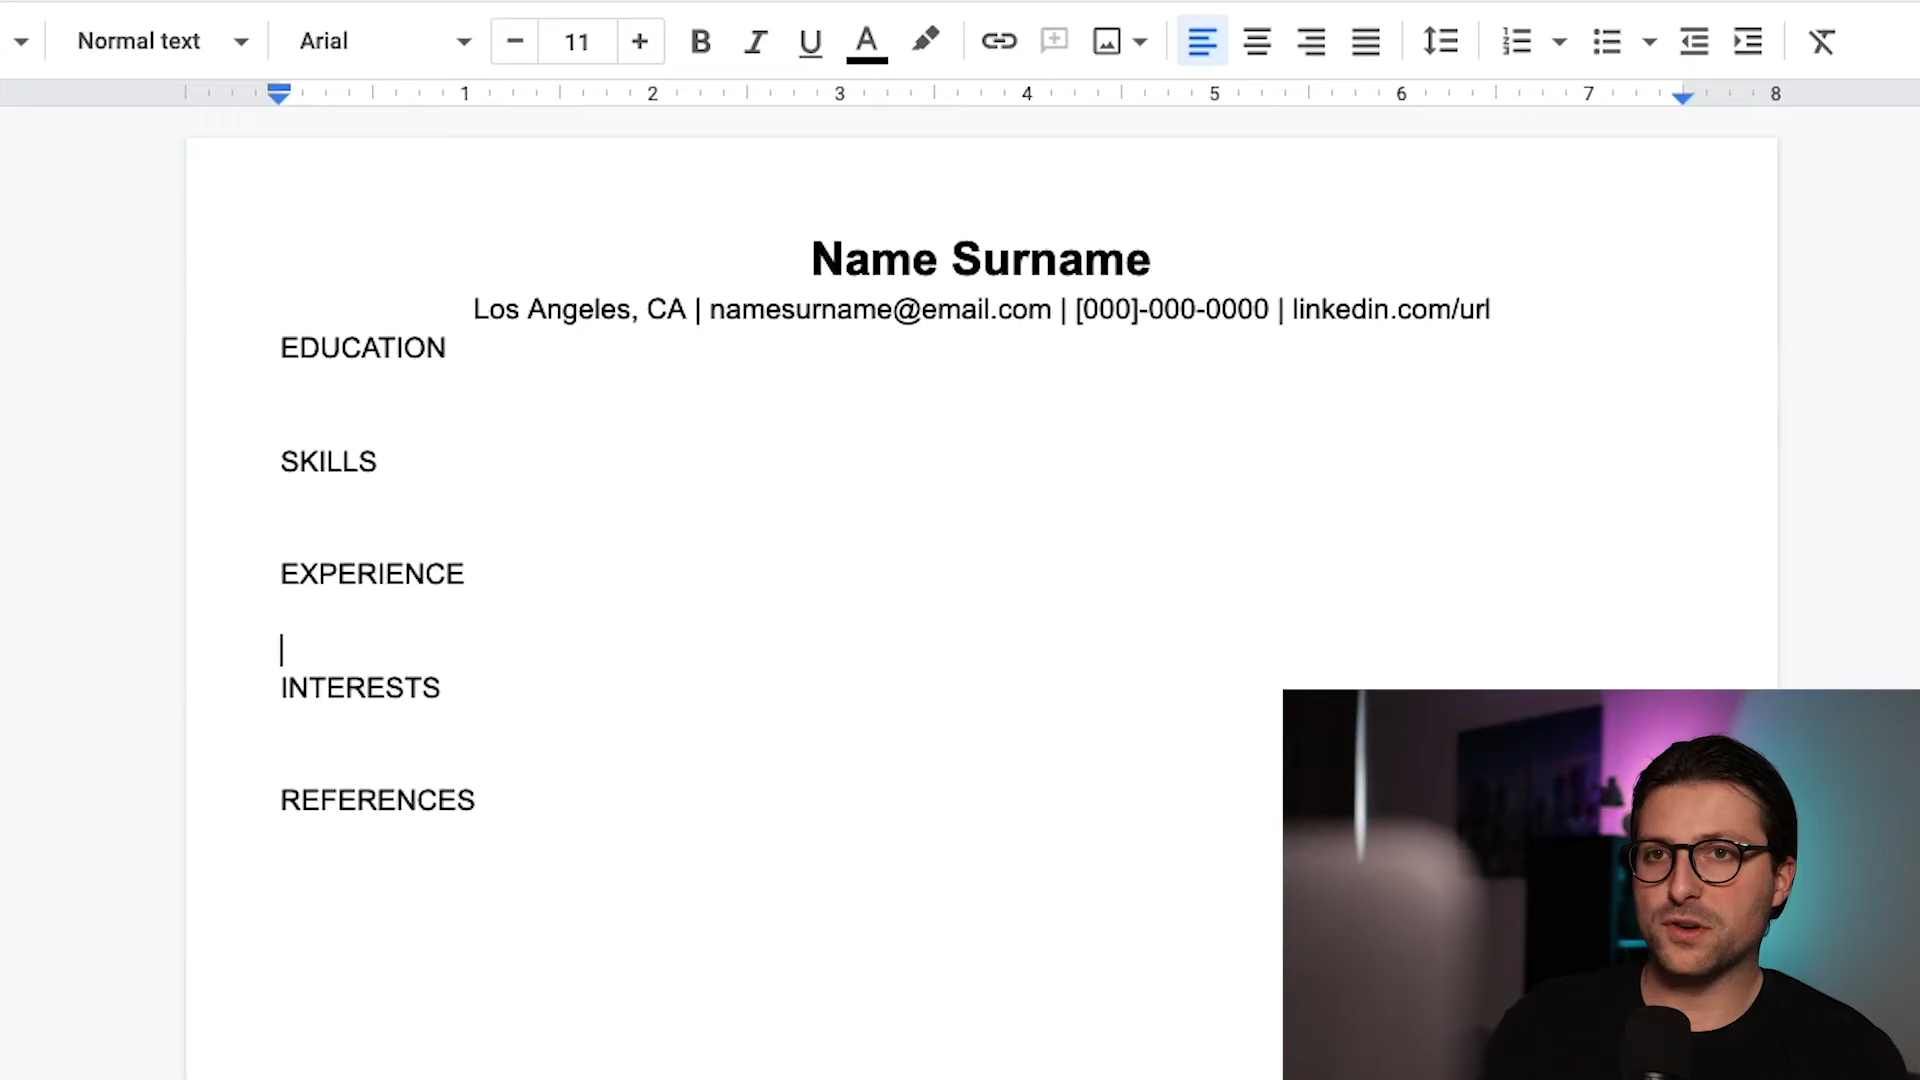 Normal text Arial 11
1 2 3 4 5 6 7 8
Name Surname
Los Angeles, CA | namesurname@email.com | [000]-000-0000 | linkedin.com/url
EDUCATION
SKILLS
EXPERIENCE
INTERESTS
REFERENCES